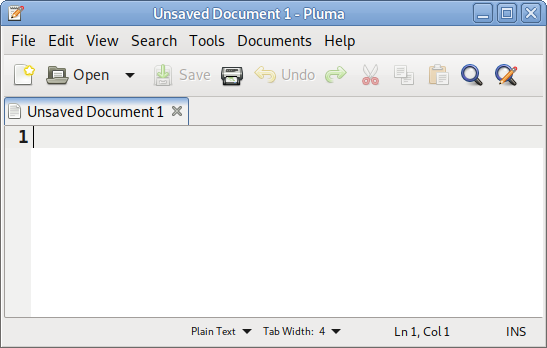 Unsaved Document 1 - Pluma
File Edit View Search Tools Documents Help
Open Save Undo
Unsaved Document 1
1
Plain Text Tab Width: 4 Ln 1, Col 1 INS